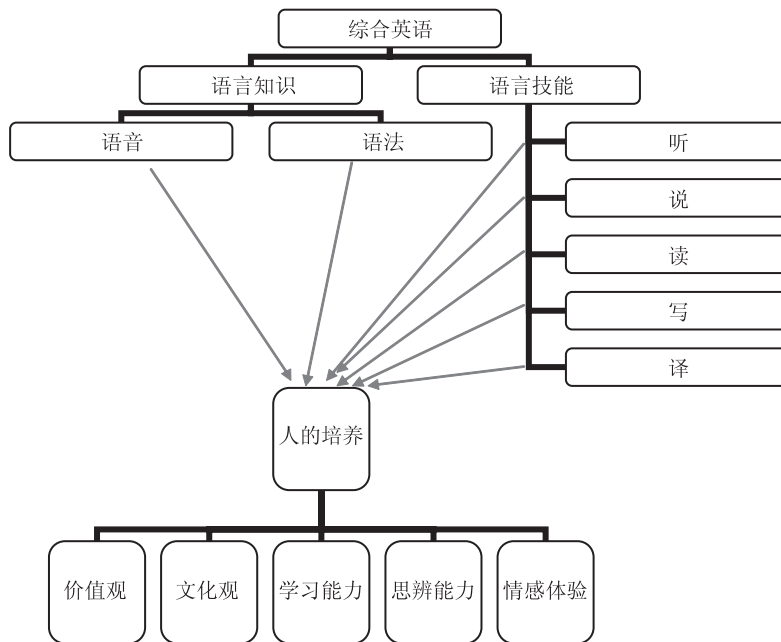 综合英语
语言知识
语言技能
语音
语法
听
说
读
写
译
人的培养
价值观
文化观
学习能力
思辨能力
情感体验